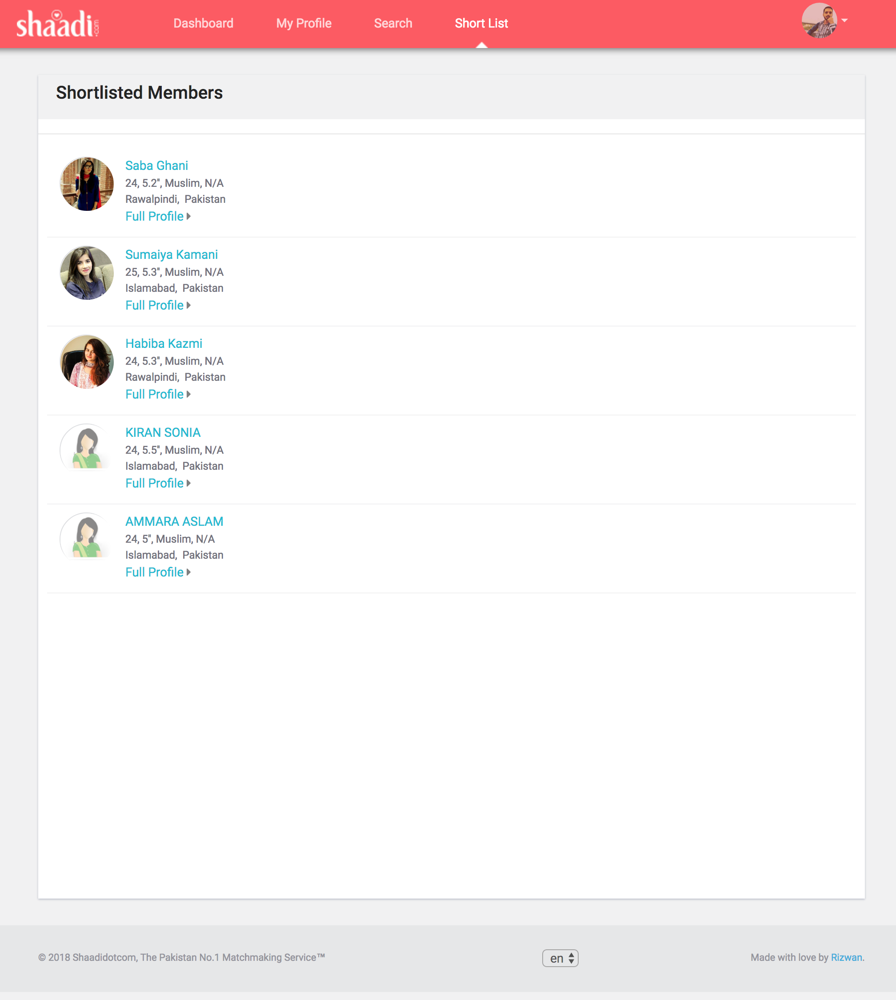 shaadi.com
Dashboard
My Profile
Search
Short List
Shortlisted Members
Saba Ghani
24, 5.2", Muslim, N/A
Rawalpindi, Pakistan
Full Profile
Sumaiya Kamani
25, 5.3", Muslim, N/A
Islamabad, Pakistan
Full Profile
Habiba Kazmi
24, 5.3", Muslim, N/A
Rawalpindi, Pakistan
Full Profile
KIRAN SONIA
24, 5.5", Muslim, N/A
Islamabad, Pakistan
Full Profile
AMMARA ASLAM
24, 5", Muslim, N/A
Islamabad, Pakistan
Full Profile
© 2018 Shaadidotcom, The Pakistan No.1 Matchmaking Service™
en
Made with love by Rizwan.